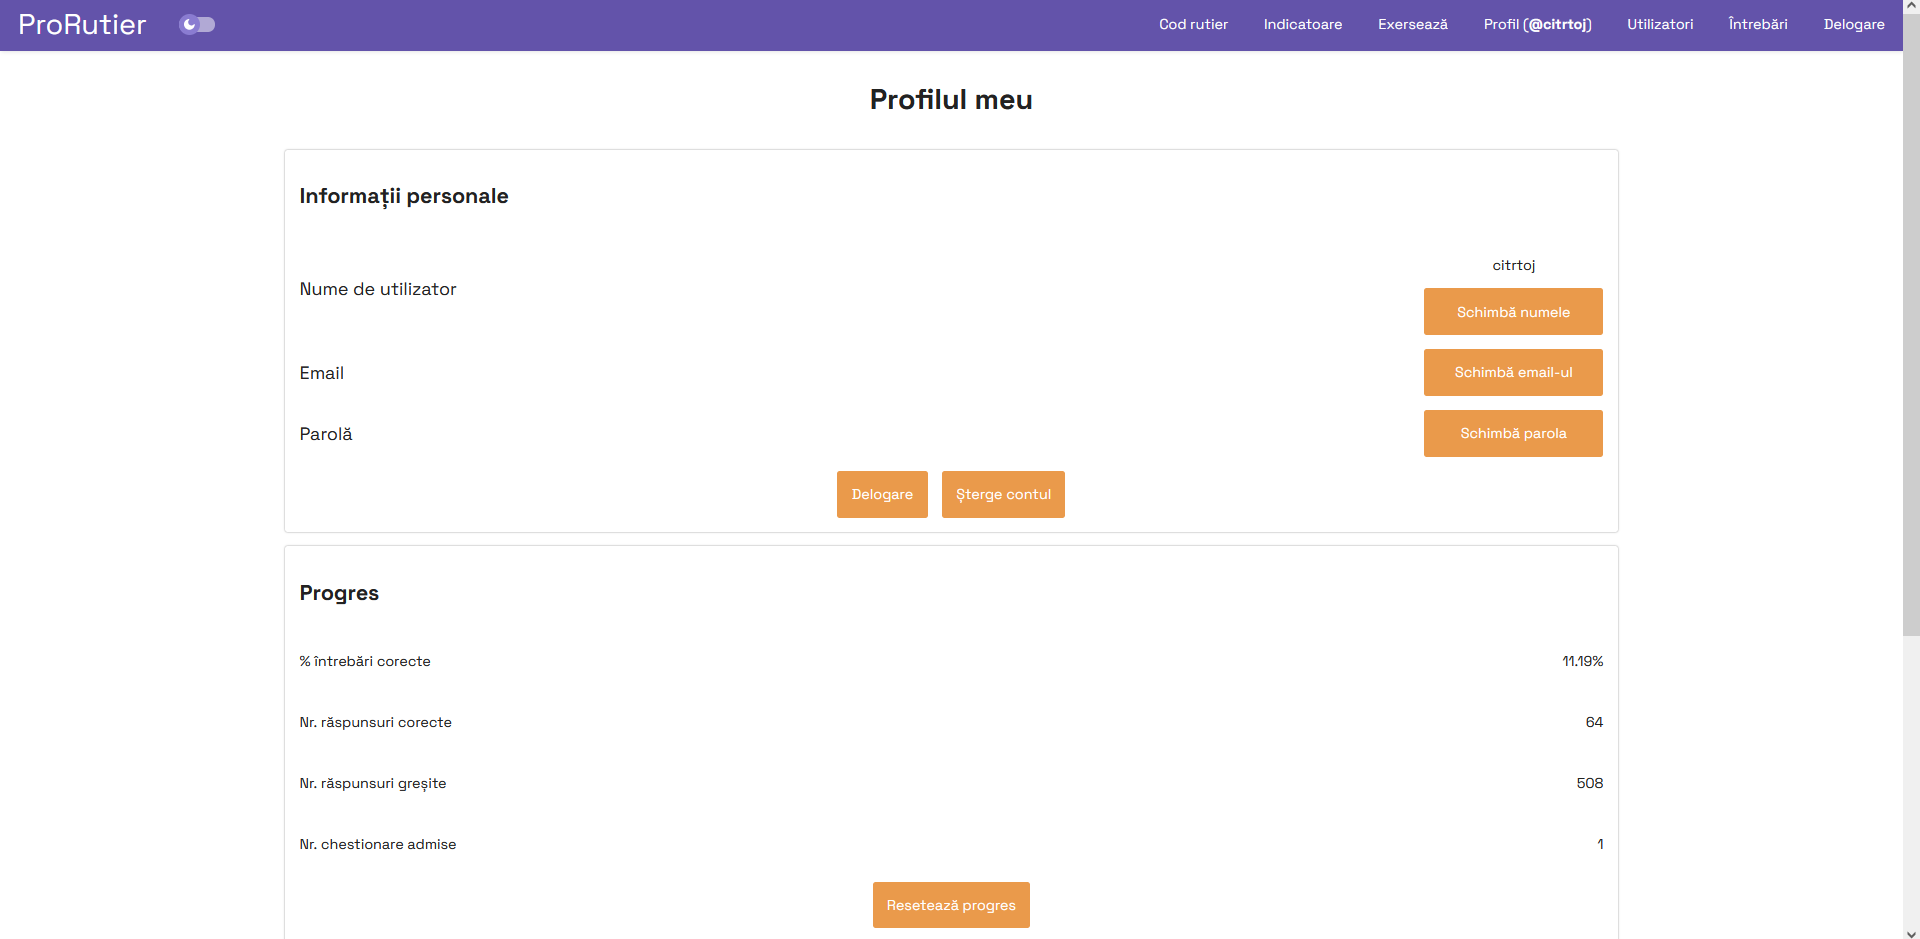 ProRutier
Cod rutier
Indicatoare
Exersează
Profil (@citrtoj)
Utilizatori
Întrebări
Delogare
Profilul meu
Informații personale
Nume de utilizator
citrtoj
Schimbă numele
Email
Schimbă email-ul
Parolă
Schimbă parola
Delogare
Șterge contul
Progres
% întrebări corecte
11.19%
Nr. răspunsuri corecte
64
Nr. răspunsuri greșite
508
Nr. chestionare admise
1
Resetează progres